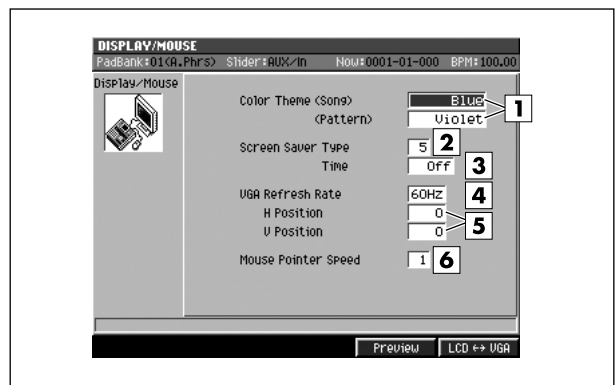 DISPLAY/MOUSE
PadBank:01(A.Phrs) Slider:AUX/In Now:0001-01-000 BPM:100.00
Display/Mouse
Color Theme (Song) Blue
(Pattern) Violet
1
Screen Saver Type 5 2
Time Off 3
VGA Refresh Rate 60Hz 4
H Position 0
V Position 0
5
Mouse Pointer Speed 1 6
Preview LCD ↔ VGA